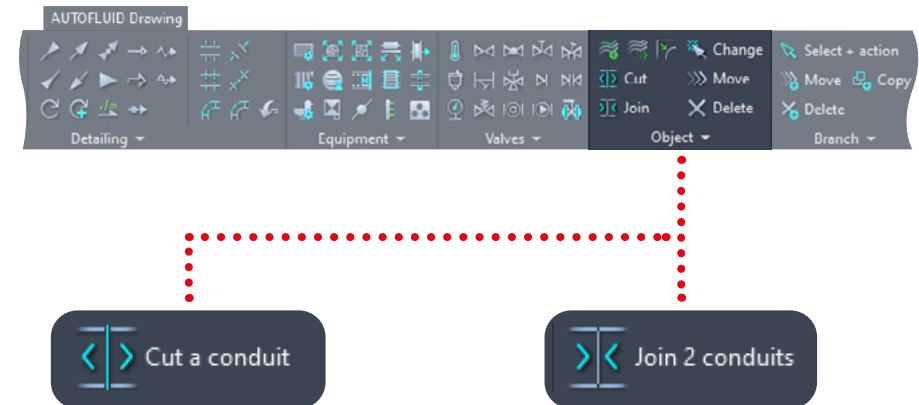 AUTOFLUID Drawing
Change
Select + action
Cut
Move
Move
Copy
Join
Delete
Delete
Detailing
Equipment
Valves
Object
Branch
Cut a conduit
Join 2 conduits